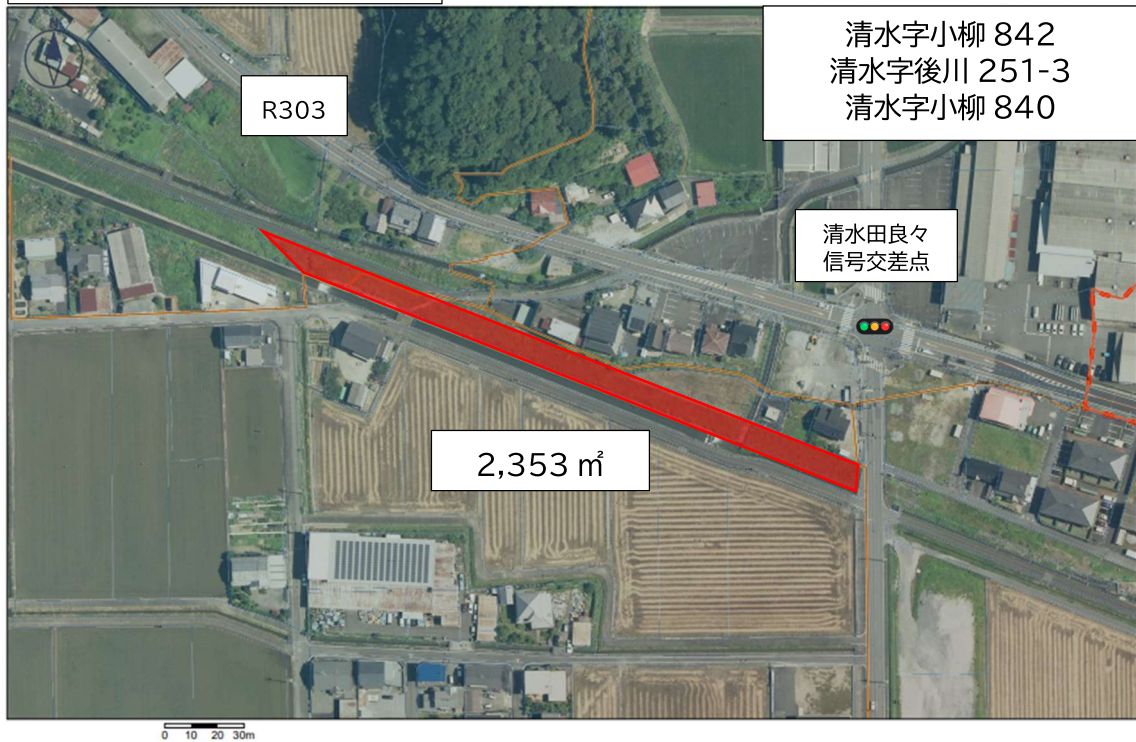 清水字小柳 842
清水字後川 251-3
清水字小柳 840
R303
清水田良々
信号交差点
2,353 ㎡
0 10 20 30m